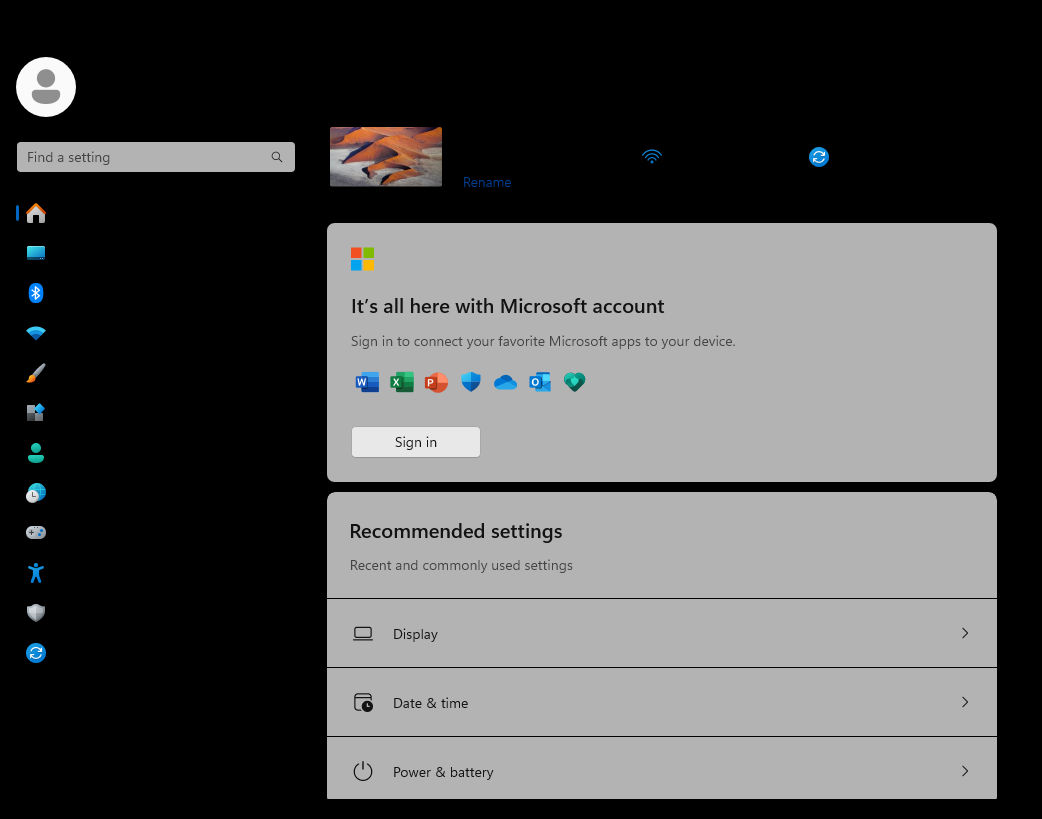 Find a setting
Rename
It's all here with Microsoft account
Sign in to connect your favorite Microsoft apps to your device.
Sign in
Recommended settings
Recent and commonly used settings
Display
Date & time
Power & battery